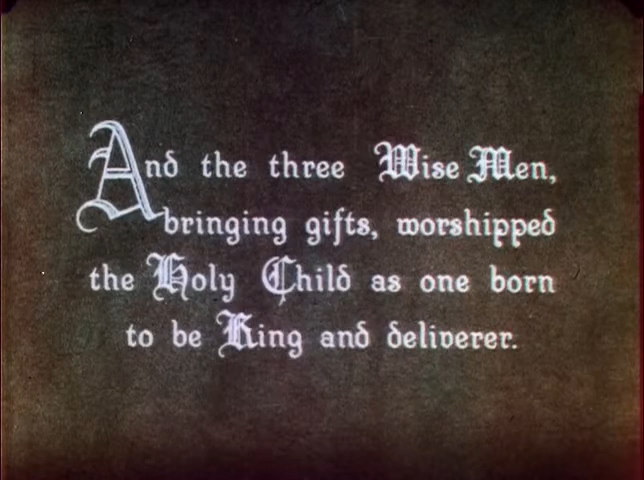 And the three Wise Men,
bringing gifts, worshipped
the Holy Child as one born
to be King and deliverer.